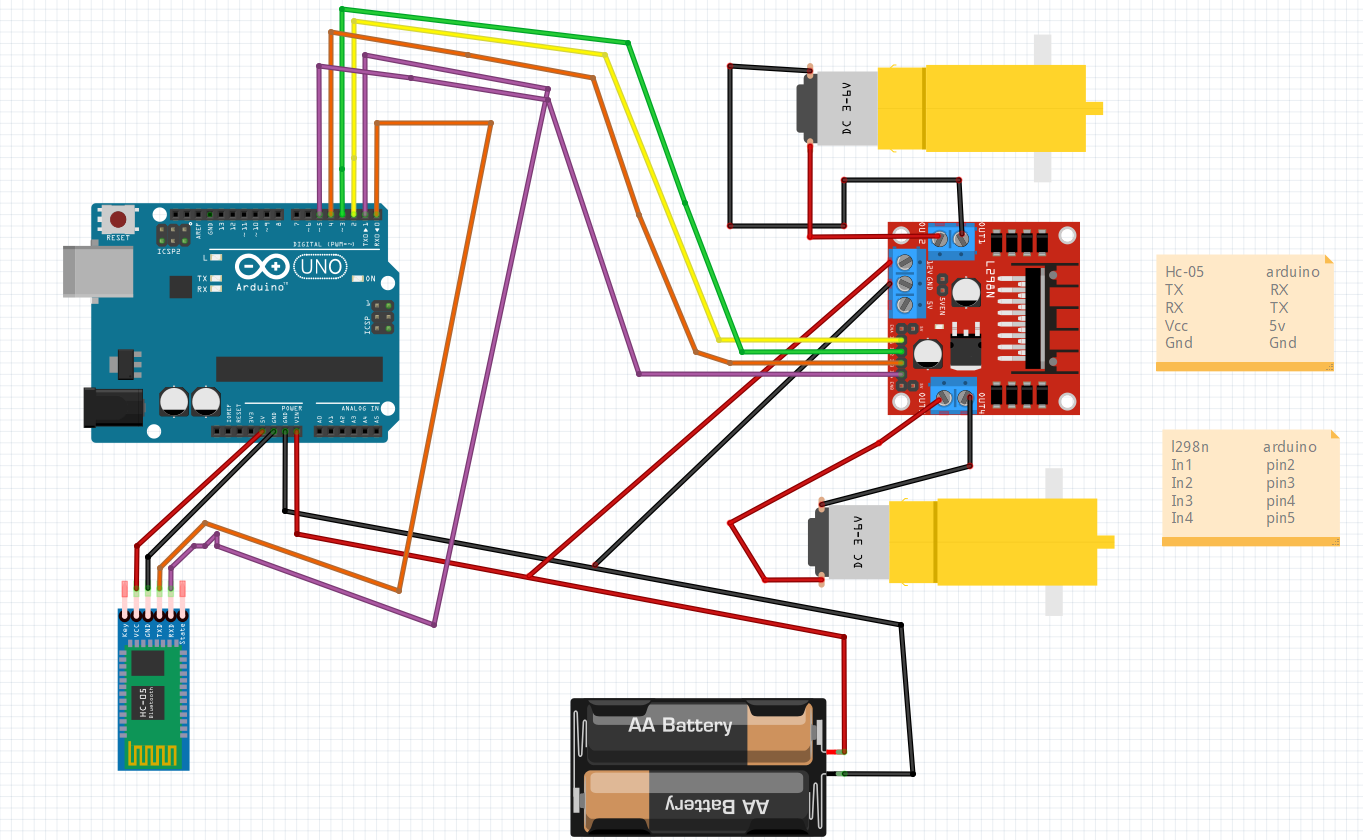 RESET
ICSP2
AREF
GND
13
12
~11
~10
~9
8
7
~6
~5
4
~3
2
TXD▶1
RXD◀0
DIGITAL (PWM=~)
L
TX
RX
Arduino™
UNO
ON
1
ICSP
IOREF
RESET
3V3
5V
GND
GND
VIN
POWER
A0
A1
A2
A3
A4
A5
ANALOG IN
DC 3-6V
OUT1
12V
GND
5V
5VEN
L298N
OUT4
DC 3-6V
Key
VCC
GND
TXD
RXD
State
HC-05
Bluetooth
AA Battery
AA Battery
Hc-05 arduino
TX RX
RX TX
Vcc 5v
Gnd Gnd
l298n arduino
In1 pin2
In2 pin3
In3 pin4
In4 pin5